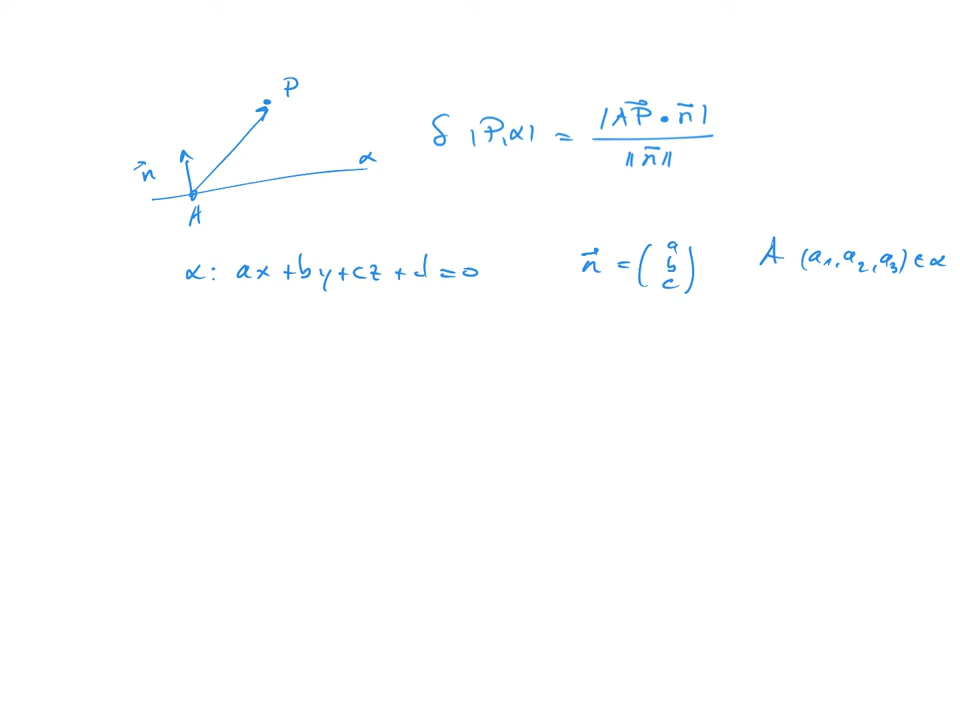 P
δ (P,α) = |AP⃗ • n⃗| / ‖n⃗‖
n⃗
α
A
α: ax + by + cz + d = 0 n⃗ = (a b c) A (a₁, a₂, a₃) ∈ α